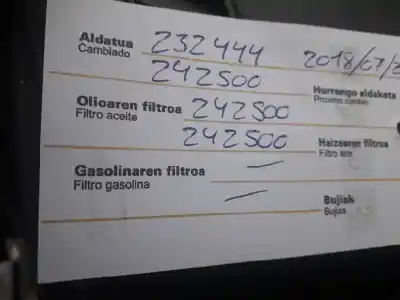 Aldatua 232444 2018/07/2
Cambiado
242500 Hurrengo aldaketa
Próximo cambio
Olioaren filtroa 242500
Filtro aceite
242500 Haizearen filtroa
Filtro aire
Gasolinaren filtroa —
Filtro gasolina
— Bujiak
Bujías